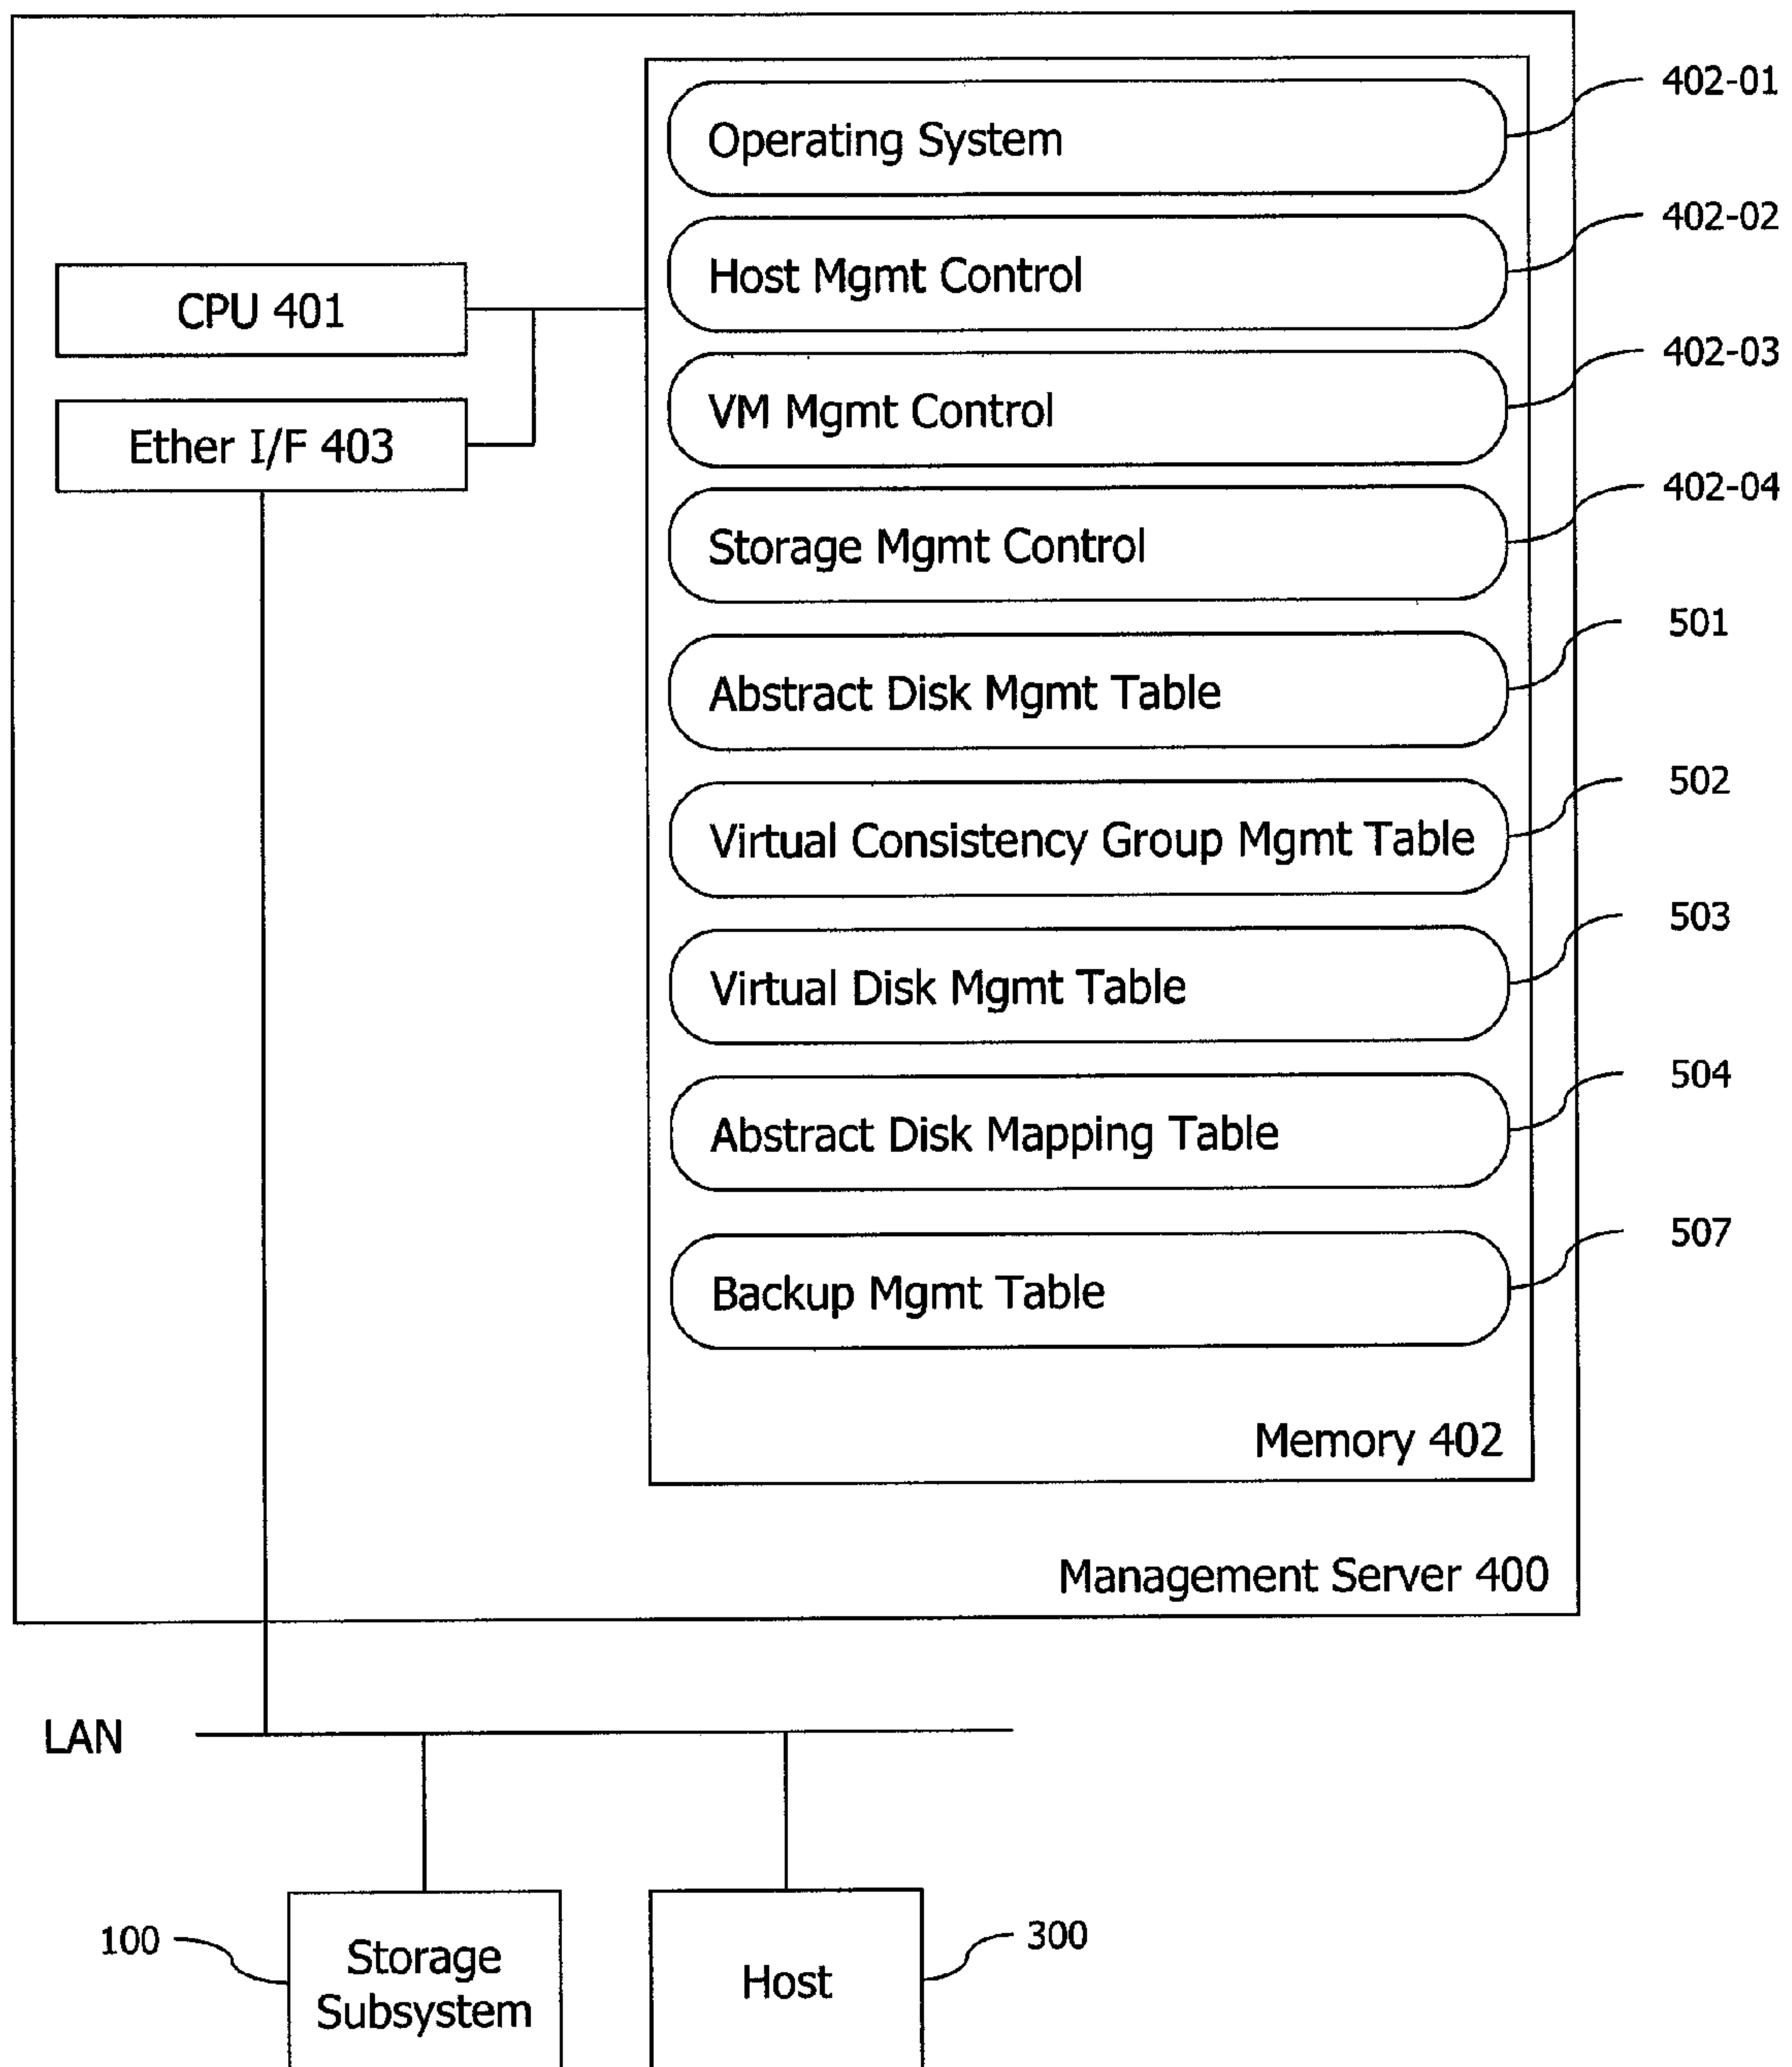 402-01
Operating System
402-02
Host Mgmt Control
CPU 401
402-03
VM Mgmt Control
Ether I/F 403
402-04
Storage Mgmt Control
501
Abstract Disk Mgmt Table
502
Virtual Consistency Group Mgmt Table
503
Virtual Disk Mgmt Table
504
Abstract Disk Mapping Table
507
Backup Mgmt Table
Memory 402
Management Server 400
LAN
100
Storage
Subsystem
Host
300